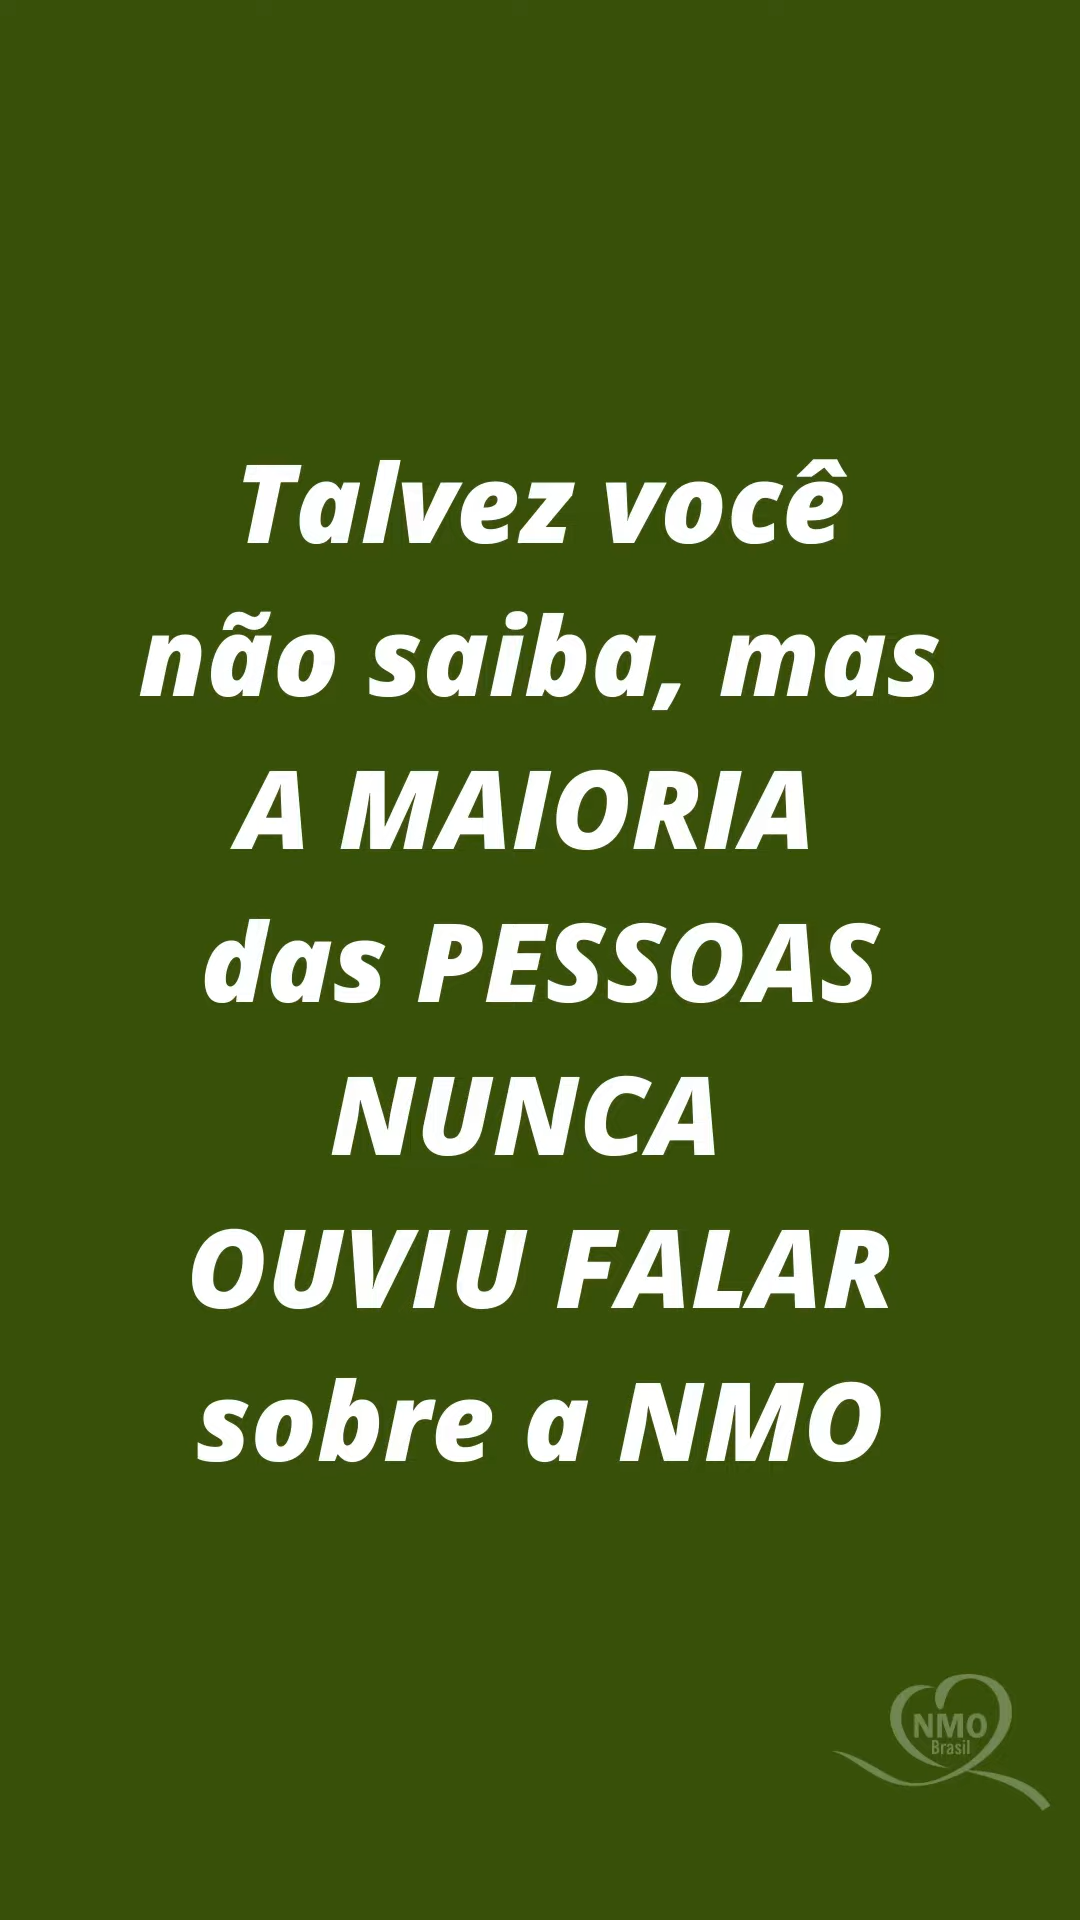 Talvez você
não saiba, mas
A MAIORIA
das PESSOAS
NUNCA
OUVIU FALAR
sobre a NMO
NMO
Brasil